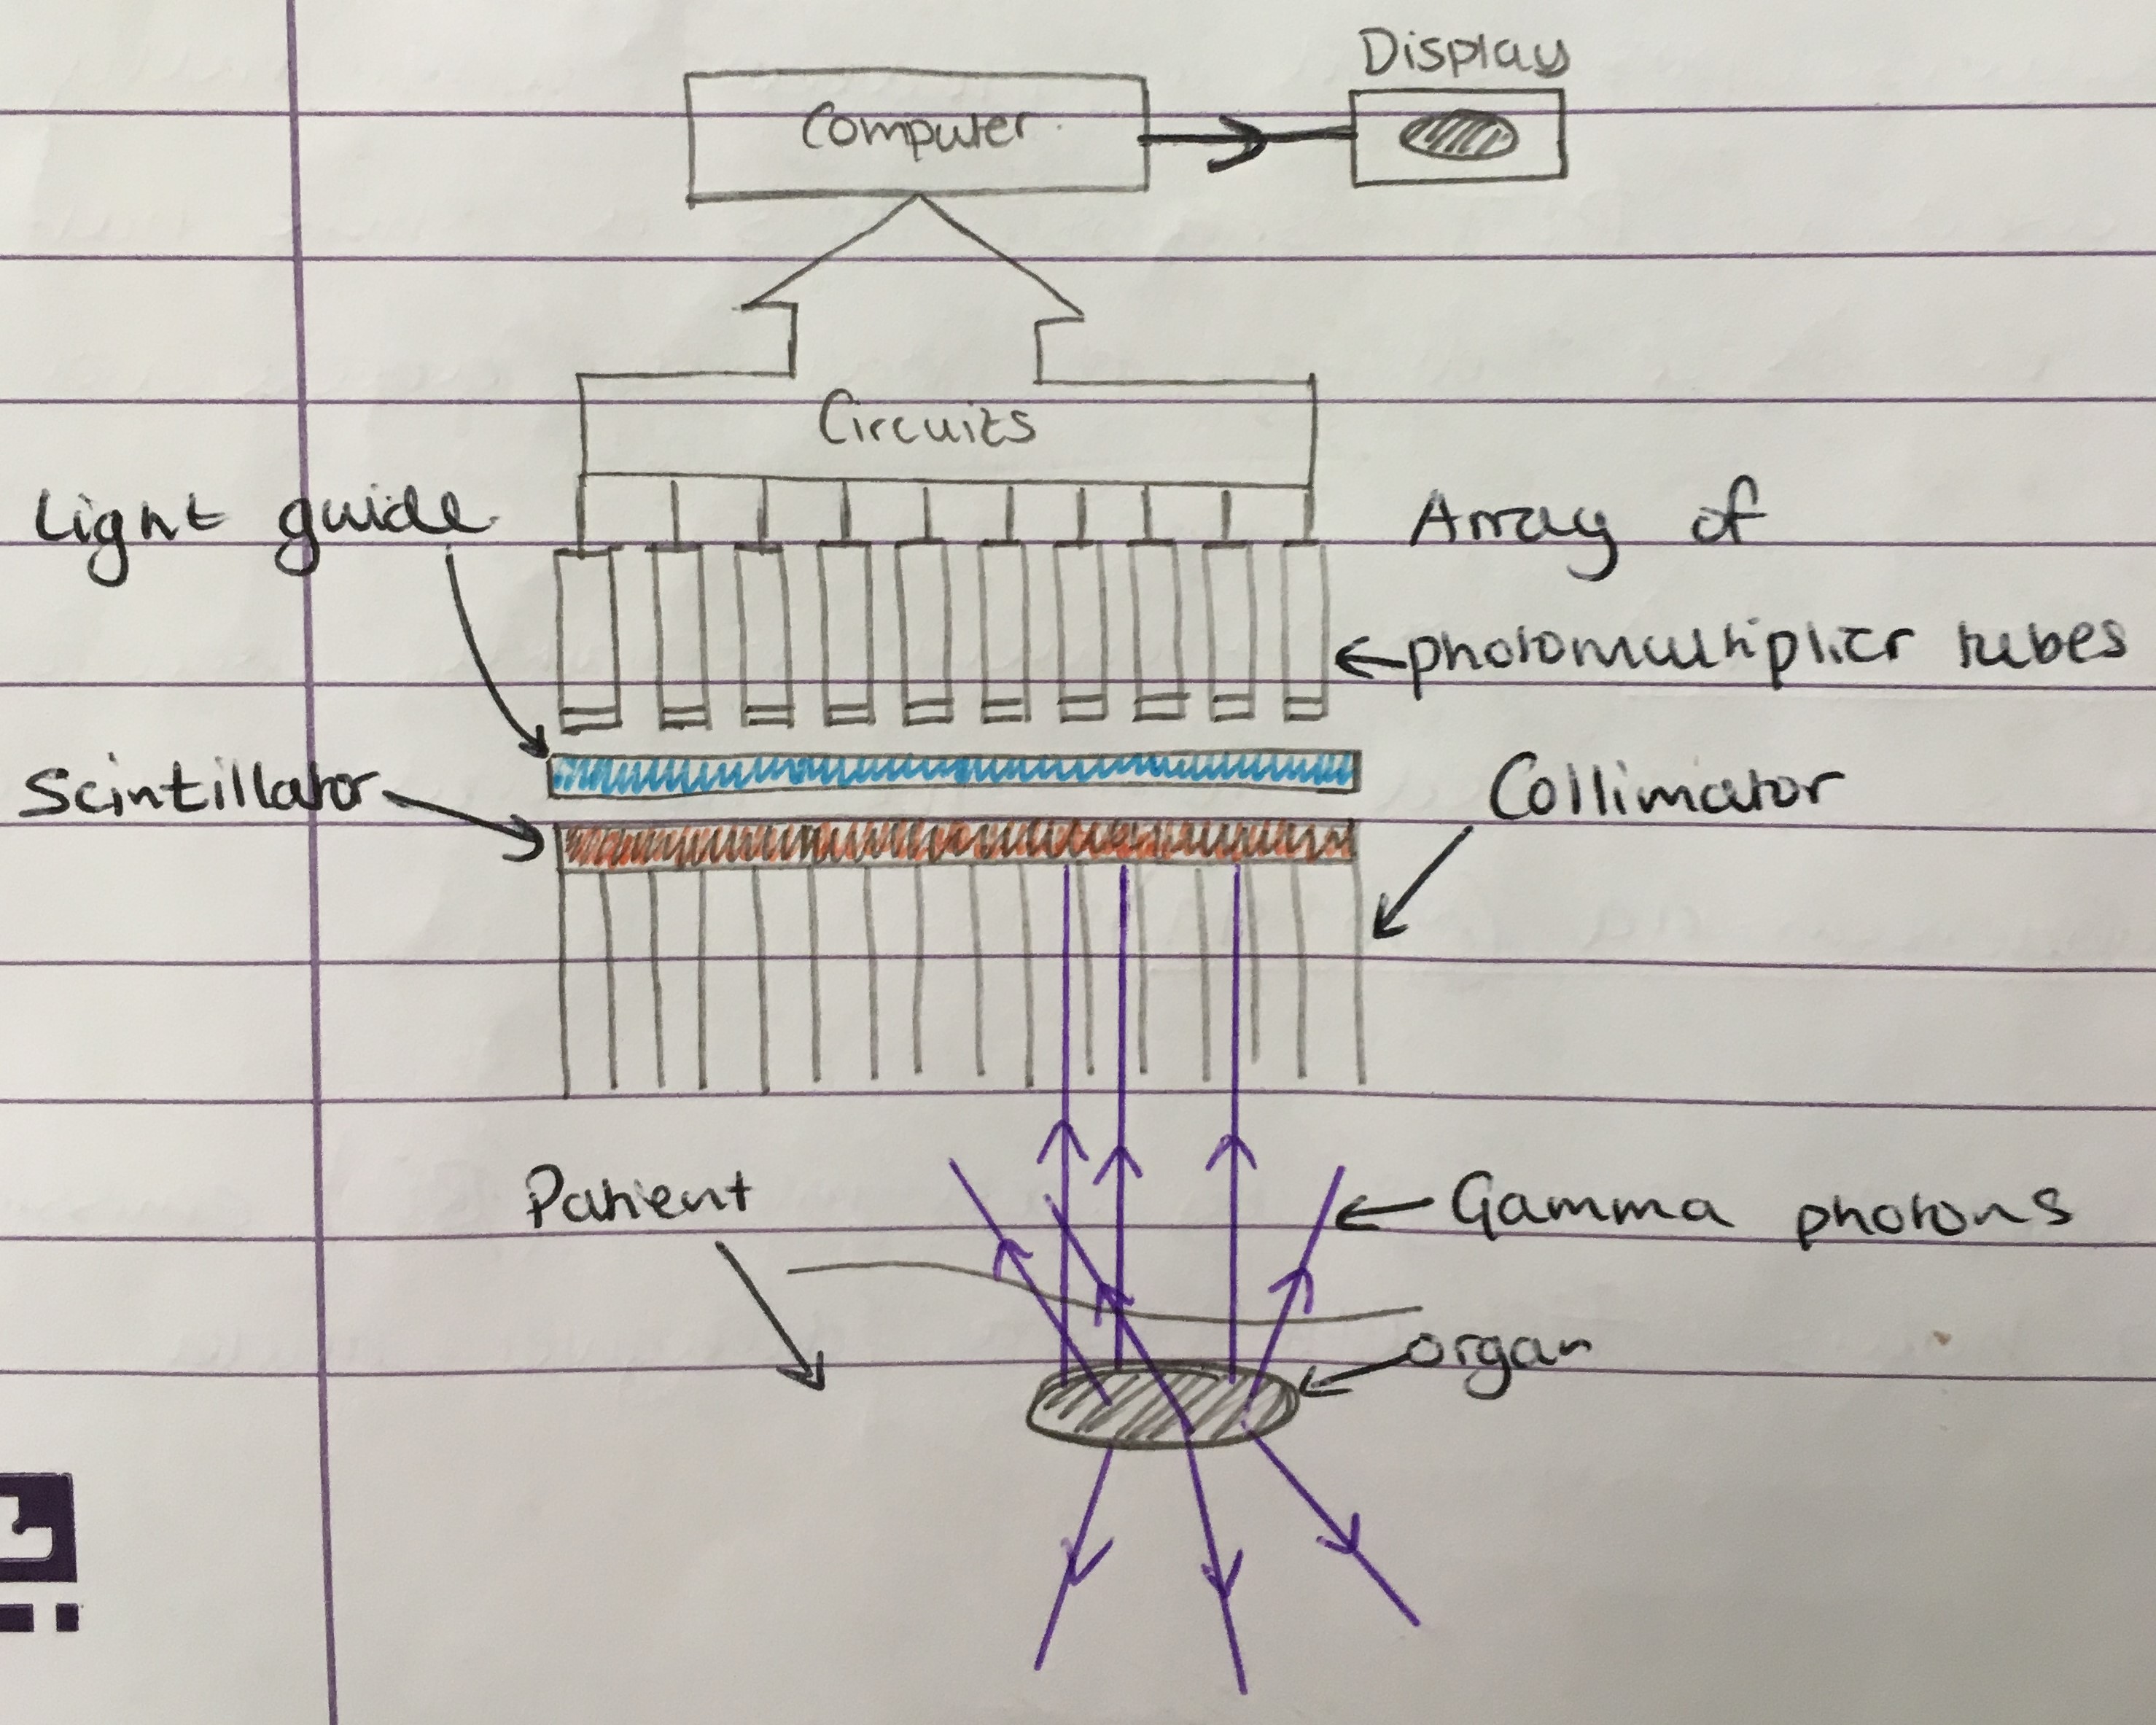 Display
Computer
Circuits
Light guide
Array of
photomultiplier tubes
Scintillator
Collimator
Patient
Gamma photons
organ